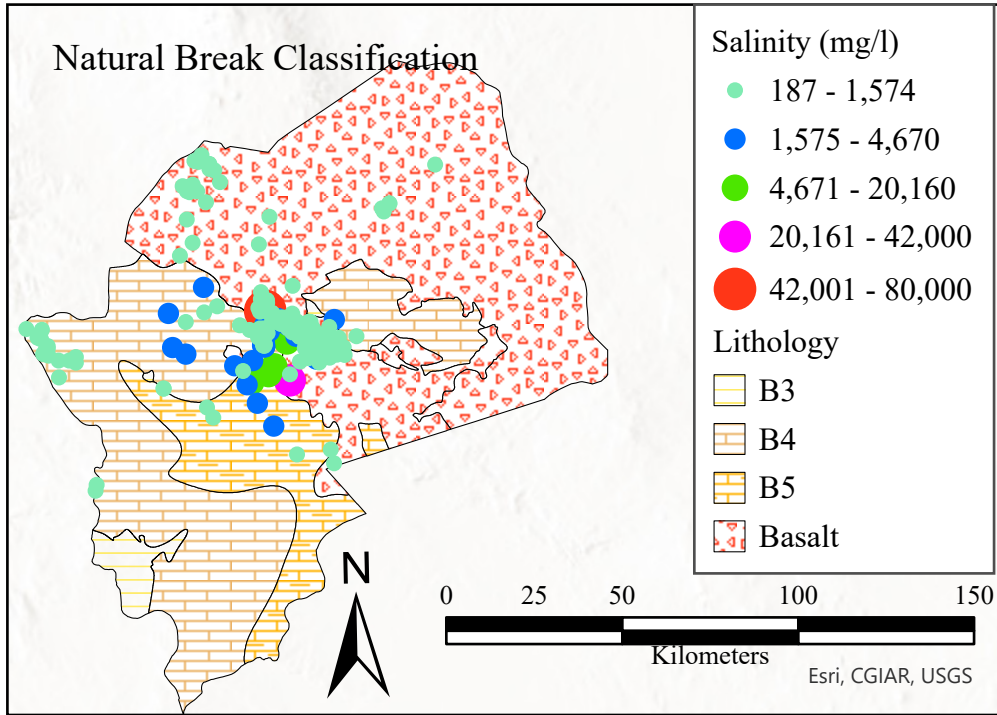 Natural Break Classification
Salinity (mg/l)
187 - 1,574
1,575 - 4,670
4,671 - 20,160
20,161 - 42,000
42,001 - 80,000
Lithology
B3
B4
B5
Basalt
N
0 25 50 100 150
Kilometers
Esri, CGIAR, USGS